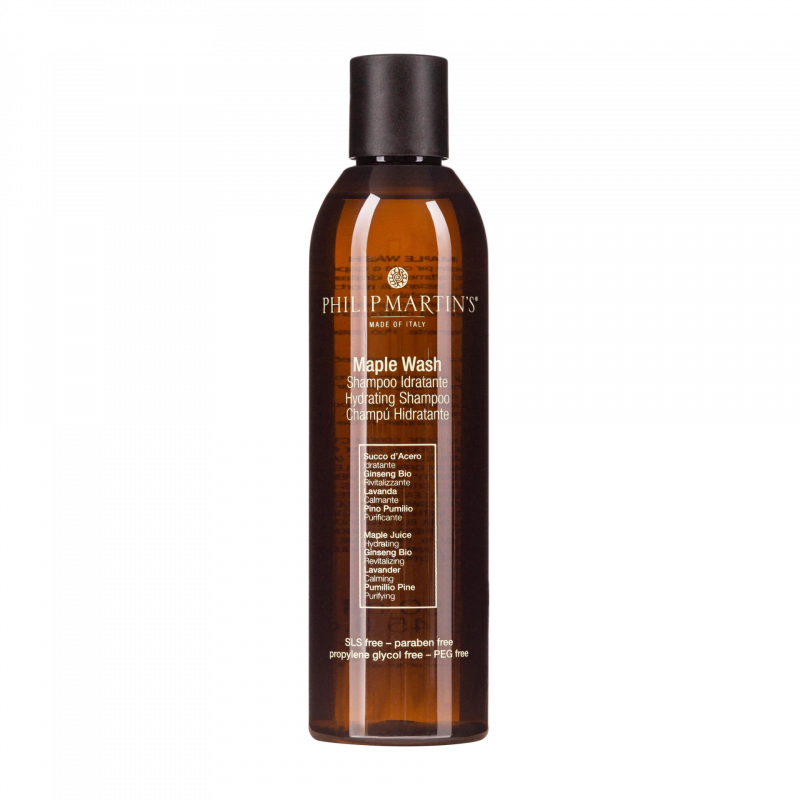 PHILIP MARTIN'S®
MADE OF ITALY
Maple Wash
Shampoo Idratante
Hydrating Shampoo
Champú Hidratante
Succo d'Acero
Idratante
Ginseng Bio
Rivitalizzante
Lavanda
Calmante
Pino Pumilio
Purificante
Maple Juice
Hydrating
Ginseng Bio
Revitalizing
Lavander
Calming
Pumillio Pine
Purifying
SLS free – paraben free
propylene glycol free – PEG free